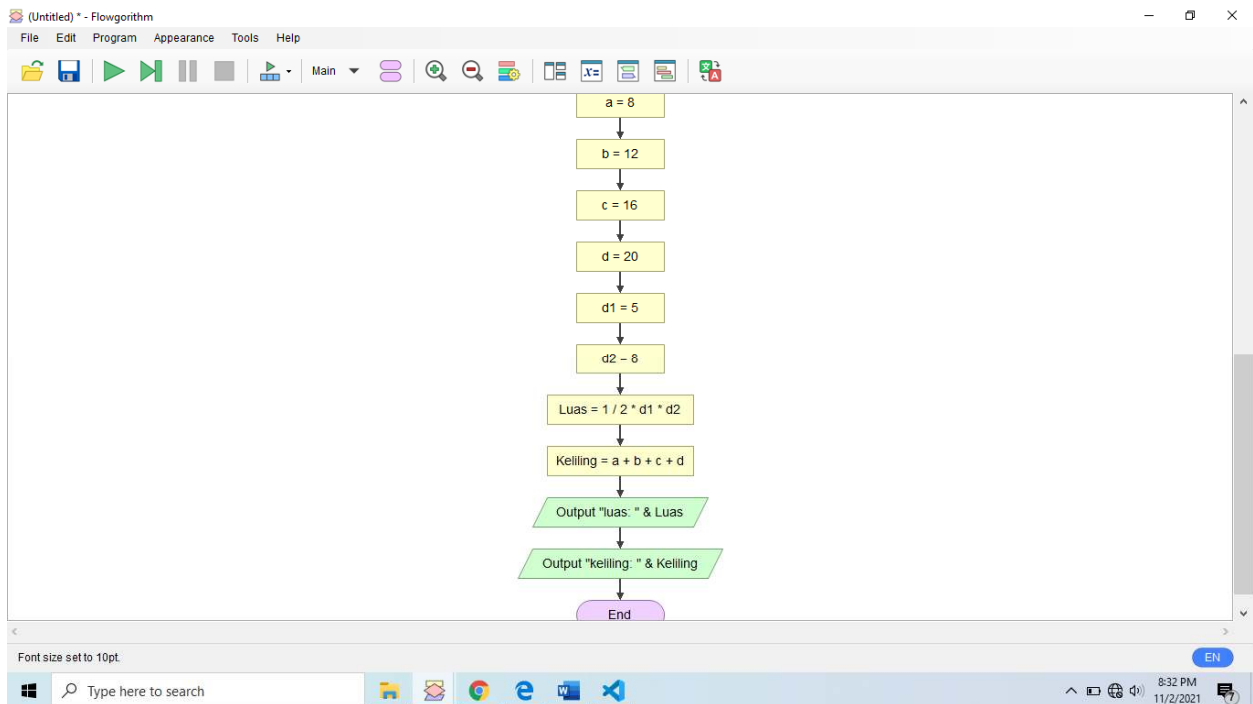 (Untitled) * - Flowgorithm
File Edit Program Appearance Tools Help
Main
a = 8
b = 12
c = 16
d = 20
d1 = 5
d2 – 8
Luas = 1 / 2 * d1 * d2
Keliling = a + b + c + d
Output "luas: " & Luas
Output "keliling: " & Keliling
End
Font size set to 10pt.
EN
Type here to search
8:32 PM
11/2/2021